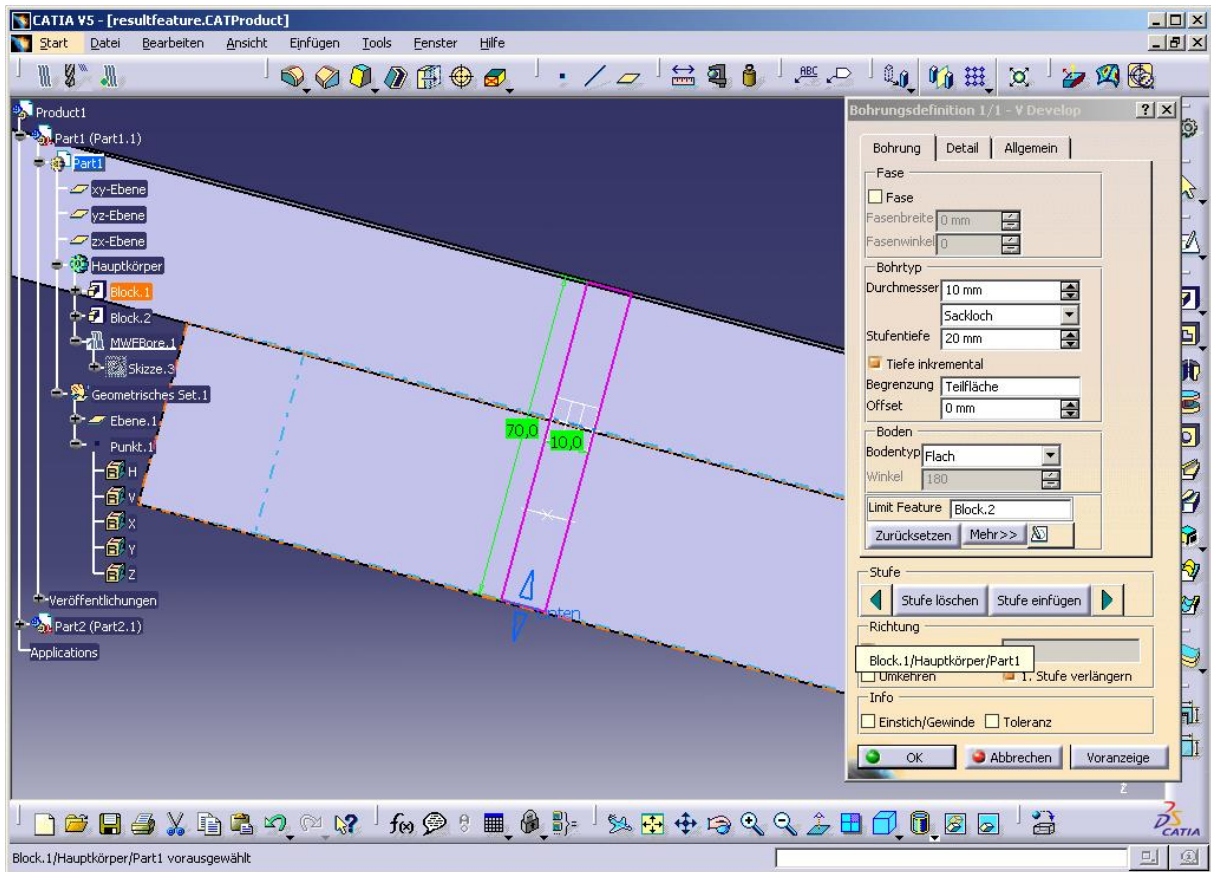 CATIA V5 - [resultfeature.CATProduct]
Start Datei Bearbeiten Ansicht Einfügen Tools Fenster Hilfe
ABC
Product1
Part1 (Part1.1)
Part1
xy-Ebene
yz-Ebene
zx-Ebene
Hauptkörper
Block.1
Block.2
MWFBore.1
Skizze.3
Geometrisches Set.1
Ebene.1
Punkt.1
H
V
X
Y
Z
Veröffentlichungen
Part2 (Part2.1)
Applications
70,0
10,0
Bohrungsdefinition 1/1 - V Develop
Bohrung Detail Allgemein
Fase
Fase
Fasenbreite 0 mm
Fasenwinkel 0
Bohrtyp
Durchmesser 10 mm
Sackloch
Stufentiefe 20 mm
Tiefe inkremental
Begrenzung Teilfläche
Offset 0 mm
Boden
Bodentyp Flach
Winkel 180
Limit Feature Block.2
Zurücksetzen Mehr>>
Stufe
Stufe löschen Stufe einfügen
Richtung
Block.1/Hauptkörper/Part1
Umkehren 1. Stufe verlängern
Info
Einstich/Gewinde Toleranz
OK Abbrechen Voranzeige
z
f(x)
CATIA
Block.1/Hauptkörper/Part1 vorausgewählt